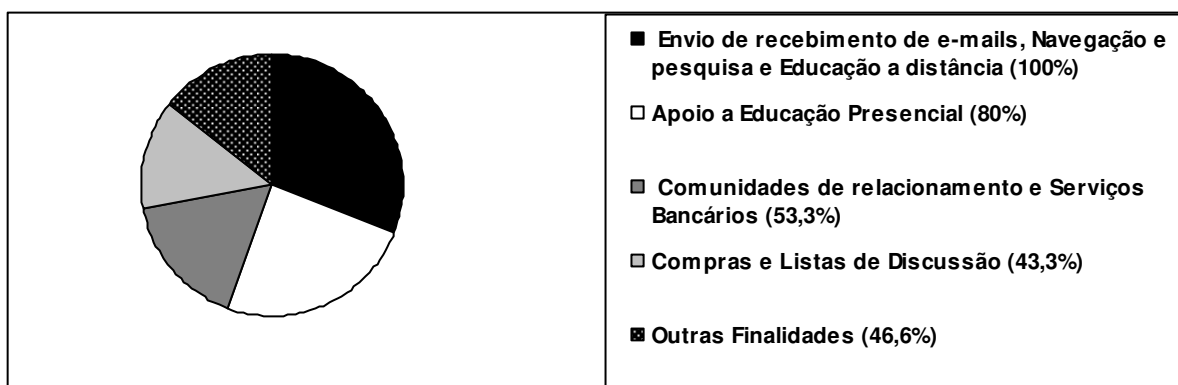 Envio de recebimento de e-mails, Navegação e
pesquisa e Educação a distância (100%)
Apoio a Educação Presencial (80%)
Comunidades de relacionamento e Serviços
Bancários (53,3%)
Compras e Listas de Discussão (43,3%)
Outras Finalidades (46,6%)